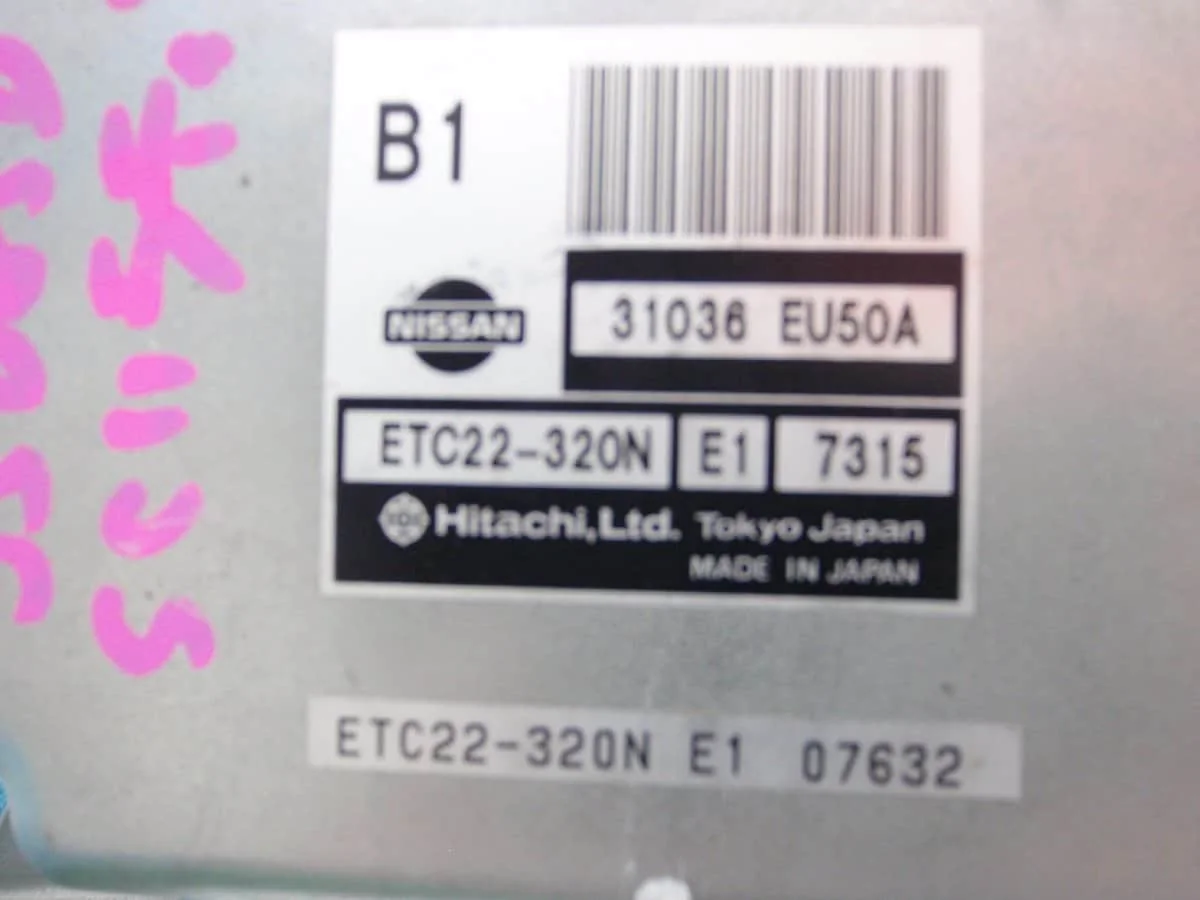 B1
NISSAN
31036 EU50A
ETC22-320N E1 7315
Hitachi,Ltd. Tokyo Japan
MADE IN JAPAN
ETC22-320N E1 07632